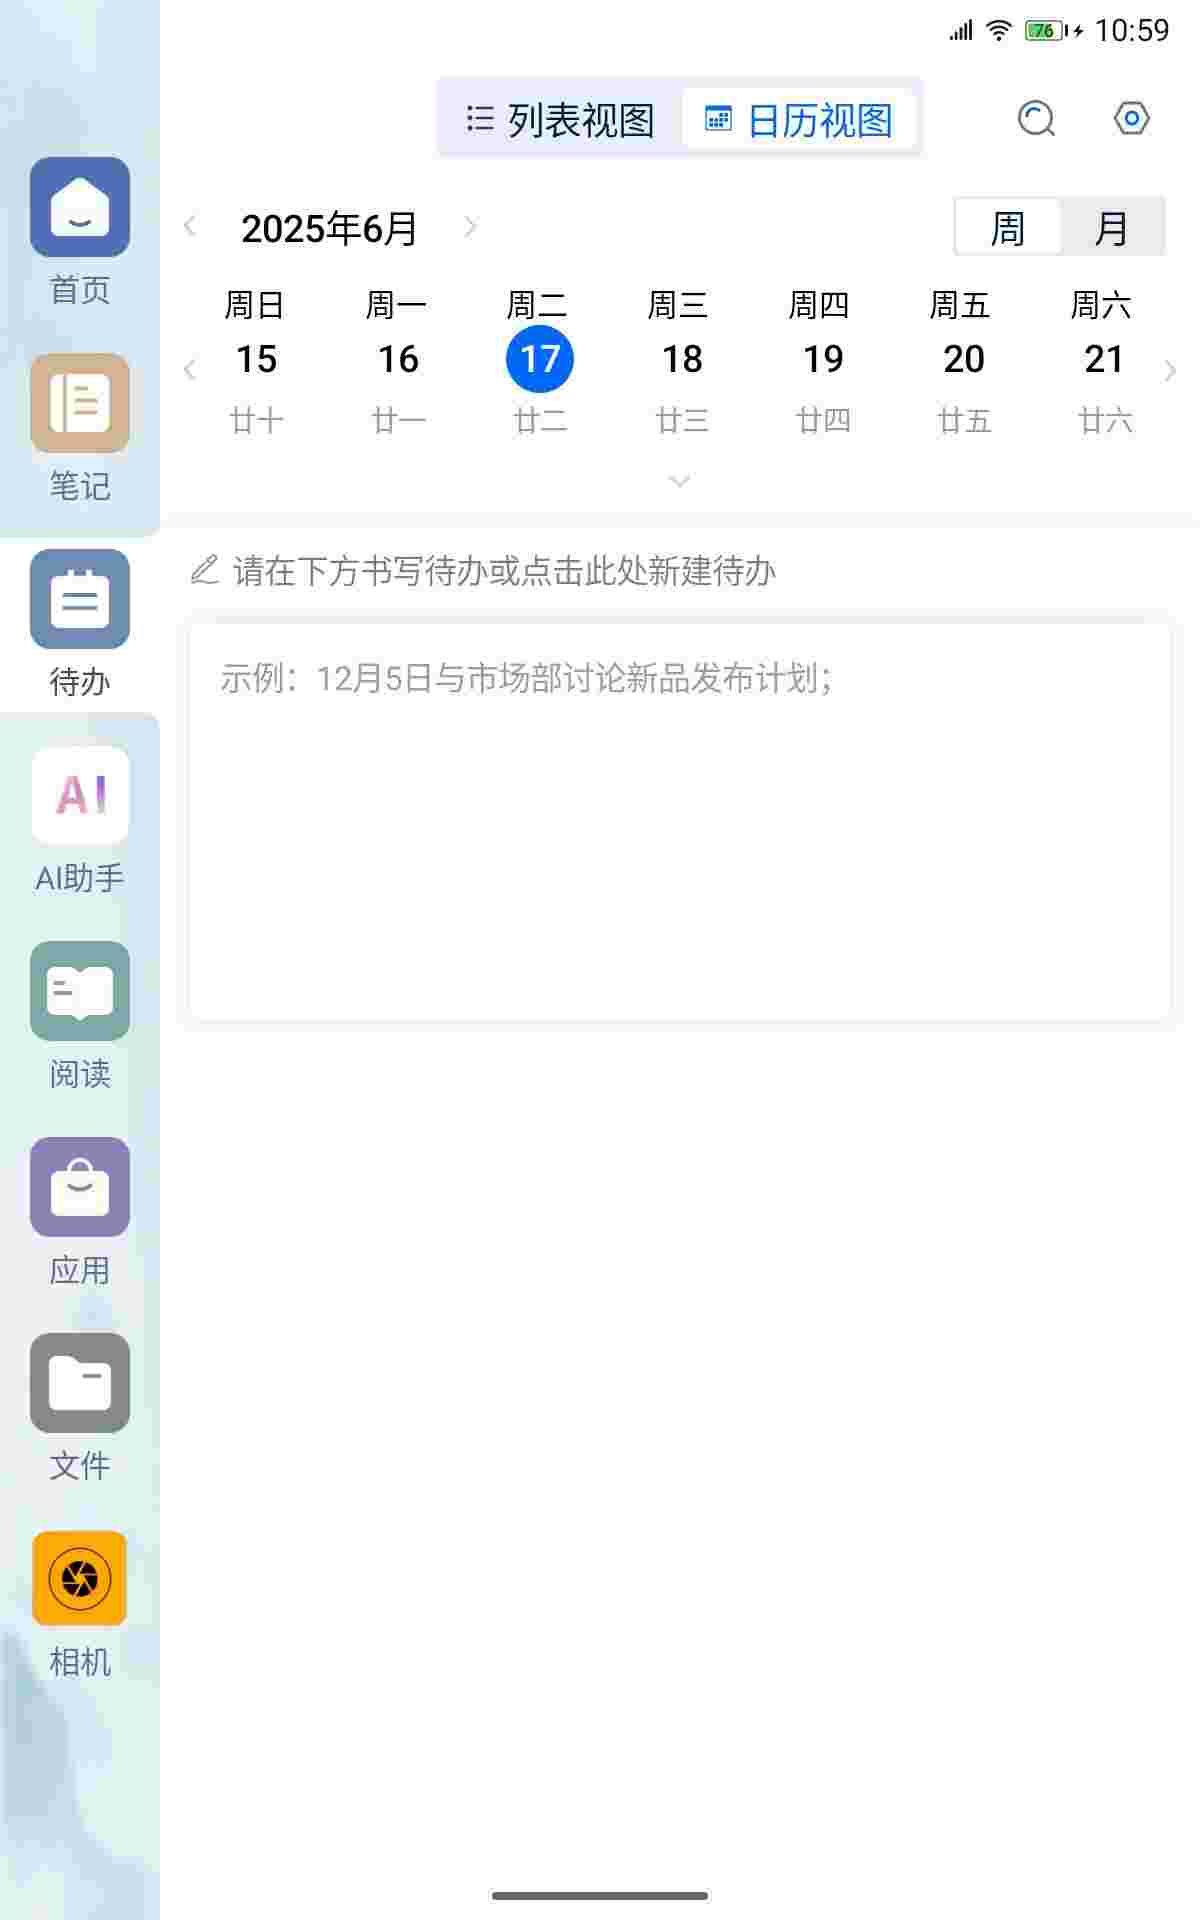 76 10:59
列表视图 日历视图
2025年6月 周 月
周日 周一 周二 周三 周四 周五 周六
15 16 17 18 19 20 21
廿十 廿一 廿二 廿三 廿四 廿五 廿六
请在下方书写待办或点击此处新建待办
示例：12月5日与市场部讨论新品发布计划；
首页
笔记
待办
AI
AI助手
阅读
应用
文件
相机